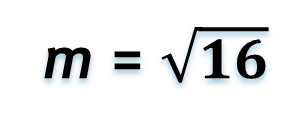 m = √16